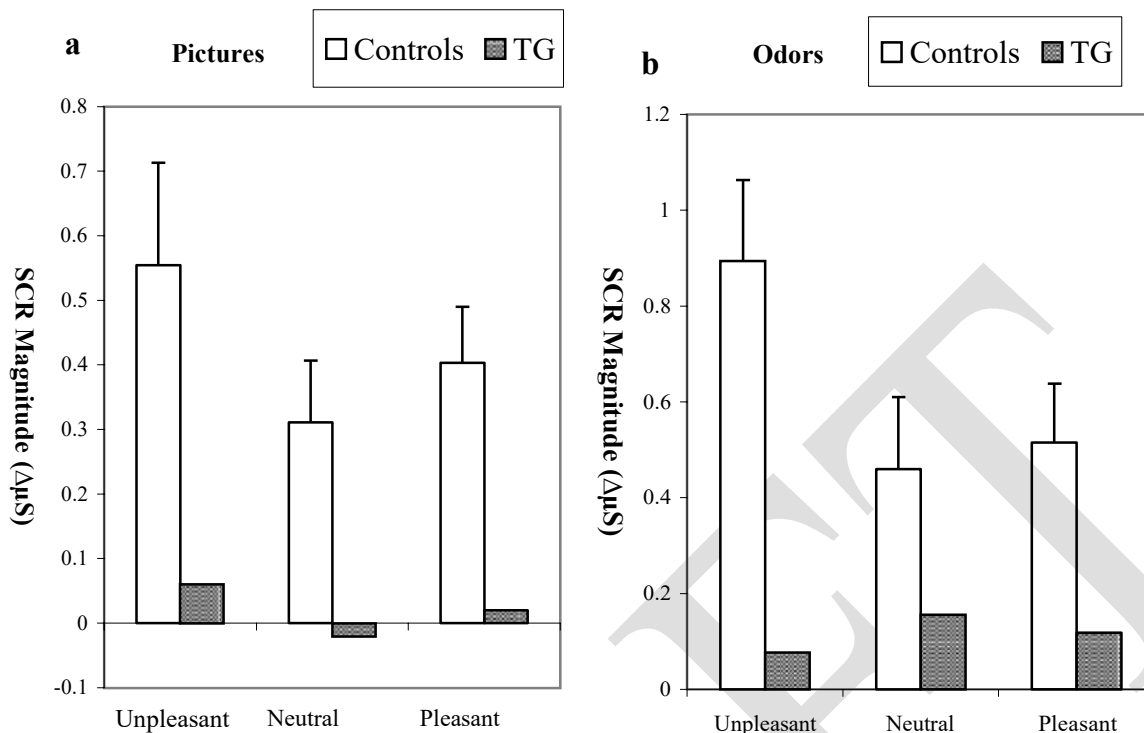 a Pictures Controls TG
0.8
0.7
0.6
0.5
0.4
0.3
0.2
0.1
0
-0.1
SCR Magnitude (ΔµS)
Unpleasant Neutral Pleasant
b Odors Controls TG
1.2
1
0.8
0.6
0.4
0.2
0
SCR Magnitude (ΔµS)
Unpleasant Neutral Pleasant
ET